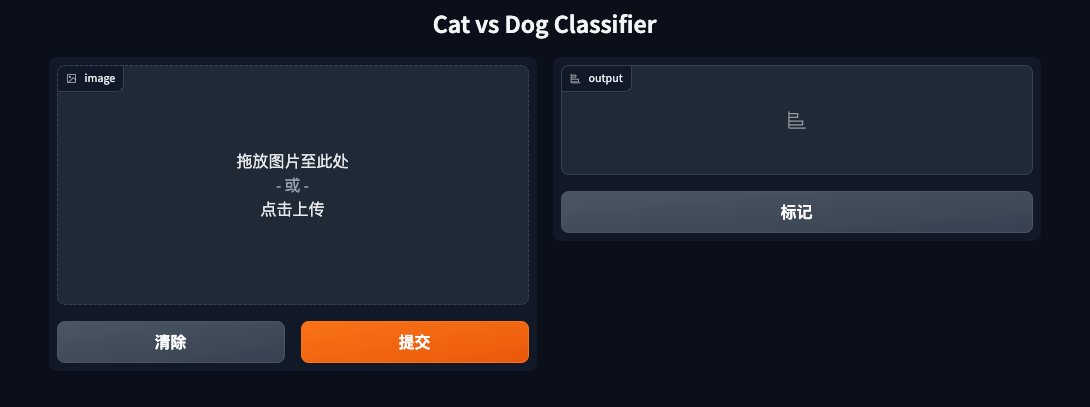 Cat vs Dog Classifier
image
拖放图片至此处
- 或 -
点击上传
清除
提交
output
标记